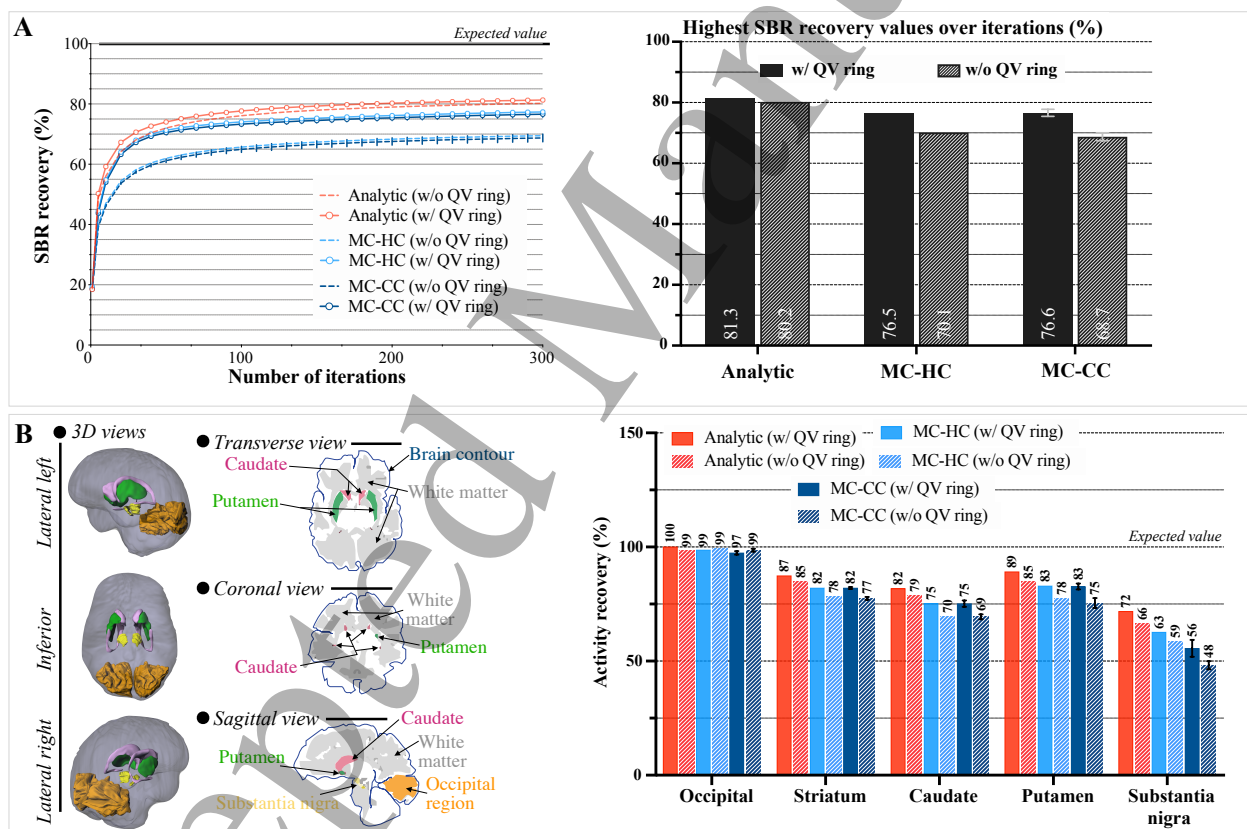 A
Expected value
SBR recovery (%)
100
80
60
40
20
0
0
100
200
300
Number of iterations
Analytic (w/o QV ring)
Analytic (w/ QV ring)
MC-HC (w/o QV ring)
MC-HC (w/ QV ring)
MC-CC (w/o QV ring)
MC-CC (w/ QV ring)
Highest SBR recovery values over iterations (%)
100
80
60
40
20
0
w/ QV ring
w/o QV ring
81.3
80.2
76.5
70.1
76.6
68.7
Analytic
MC-HC
MC-CC
B
3D views
Lateral left
Inferior
Lateral right
Transverse view
Caudate
Brain contour
White matter
Putamen
Coronal view
White
matter
Putamen
Caudate
Sagittal view
Caudate
Putamen
White
matter
Substantia nigra
Occipital
region
Activity recovery (%)
150
100
50
0
Analytic (w/ QV ring)
Analytic (w/o QV ring)
MC-HC (w/ QV ring)
MC-HC (w/o QV ring)
MC-CC (w/ QV ring)
MC-CC (w/o QV ring)
Expected value
100 99 99 99 97 99
87 85 82 78 82 77
82 79 75 70 75 69
89 85 83 78 83 75
72 66 63 59 56 48
Occipital
Striatum
Caudate
Putamen
Substantia
nigra